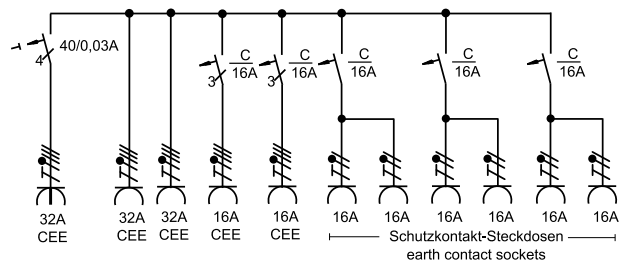 40/0,03A
4
C
16A
3
C
16A
3
C
16A
C
16A
C
16A
32A 32A 32A 16A 16A 16A 16A 16A 16A 16A 16A
CEE CEE CEE CEE CEE
Schutzkontakt-Steckdosen
earth contact sockets